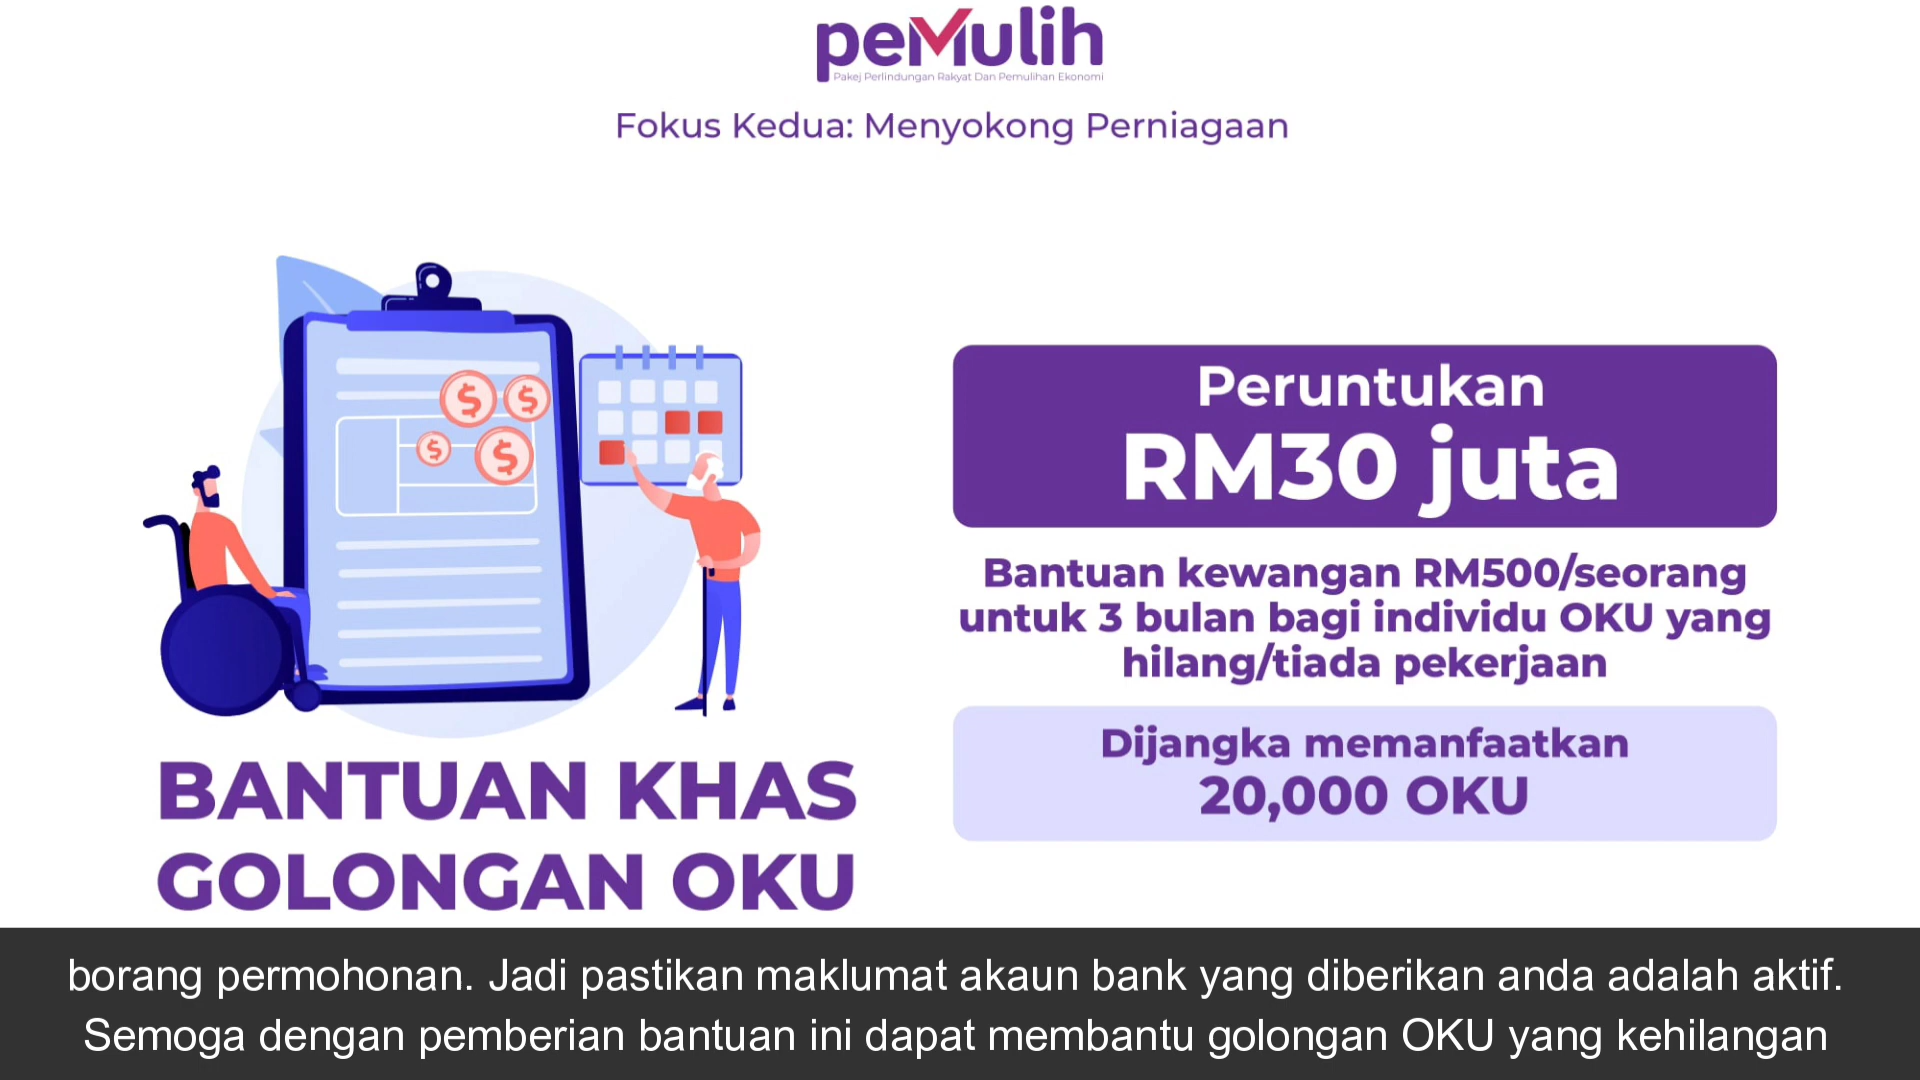 peMulih
Pakej Perlindungan Rakyat Dan Pemulihan Ekonomi
Fokus Kedua: Menyokong Perniagaan
Peruntukan
RM30 juta
Bantuan kewangan RM500/seorang
untuk 3 bulan bagi individu OKU yang
hilang/tiada pekerjaan
Dijangka memanfaatkan
20,000 OKU
BANTUAN KHAS
GOLONGAN OKU
borang permohonan. Jadi pastikan maklumat akaun bank yang diberikan anda adalah aktif.
Semoga dengan pemberian bantuan ini dapat membantu golongan OKU yang kehilangan